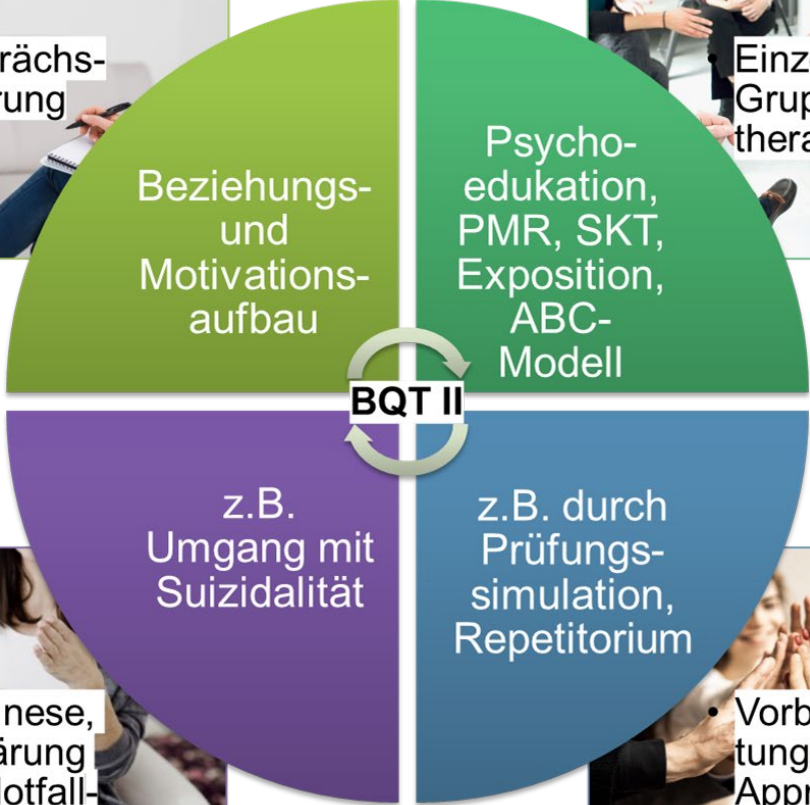 rächs-
rung
Beziehungs-
und
Motivations-
aufbau
Psycho-
edukation,
PMR, SKT,
Exposition,
ABC-
Modell
• Einze
Grup
thera
BQT II
z.B.
Umgang mit
Suizidalität
z.B. durch
Prüfungs-
simulation,
Repetitorium
nese,
ärung
otfall-
• Vorb
tung
Appr